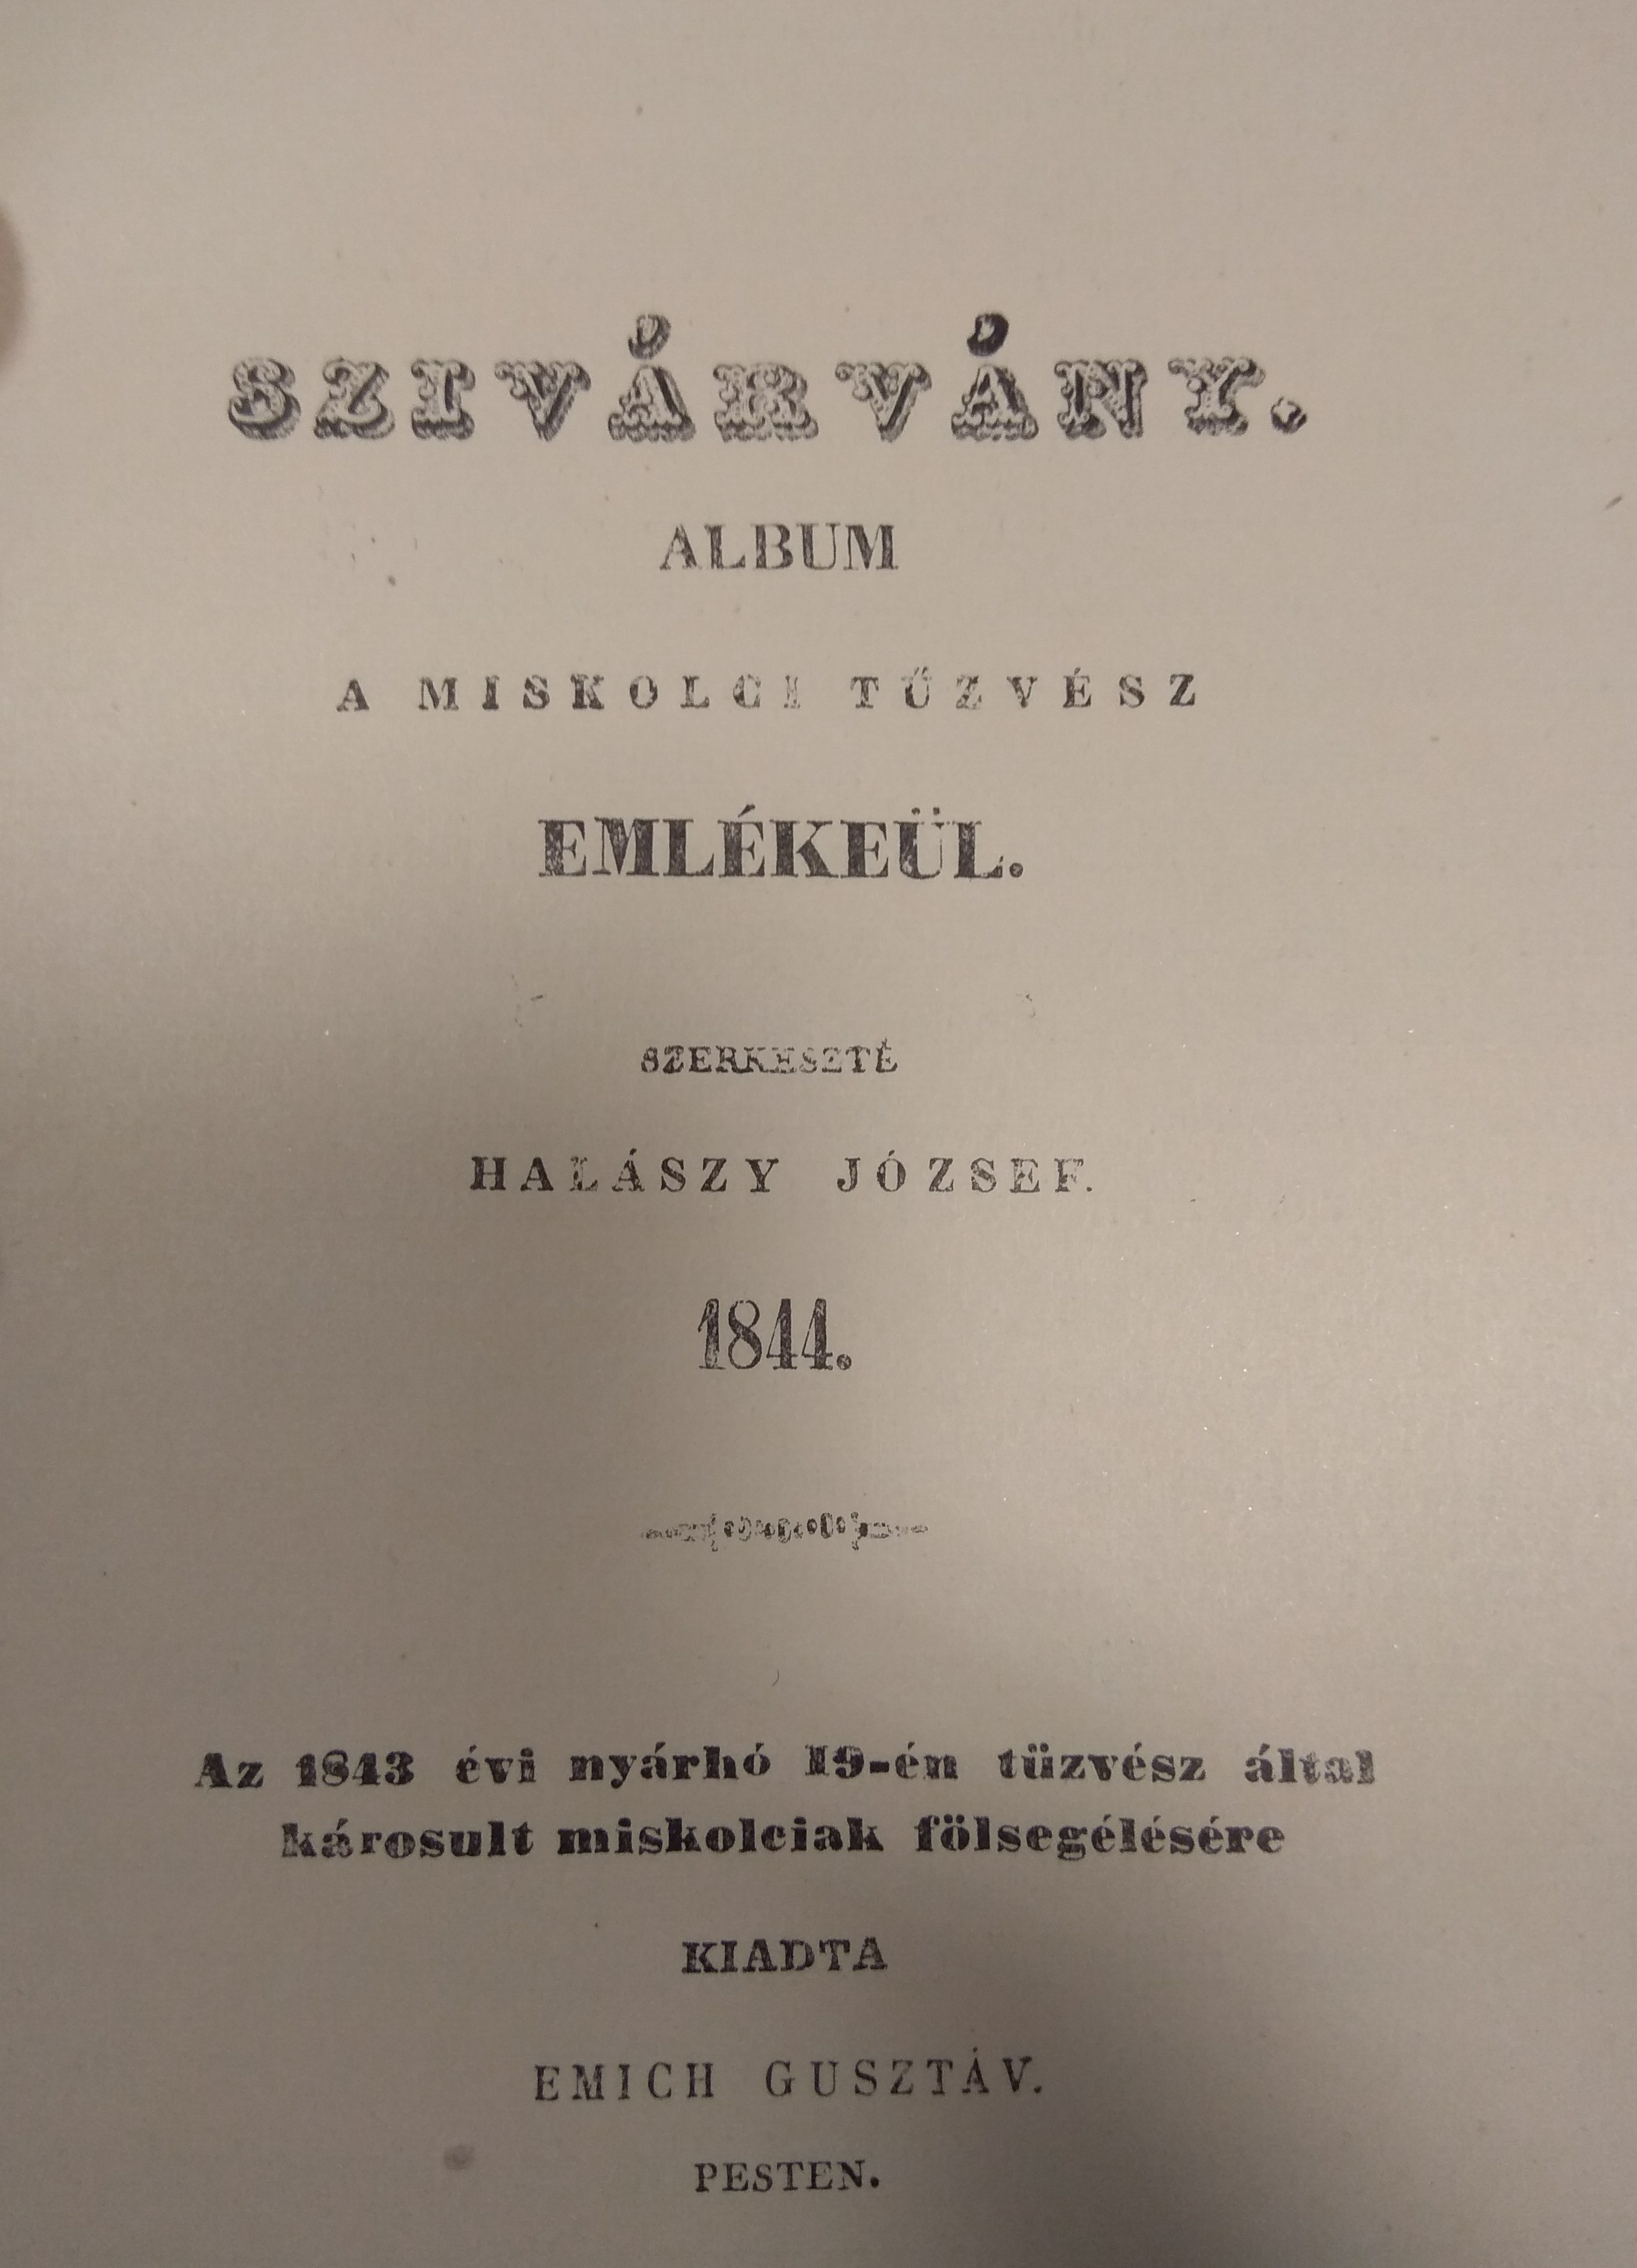 SZIVÁRVÁNY.
ALBUM
A MISKOLCI TŰZVÉSZ
EMLÉKEÜL.
SZERKESZTÉ
HALÁSZY JÓZSEF.
1844.
Az 1843 évi nyárhó 19-én tüzvész által
károsult miskolciak fölsegélésére
KIADTA
EMICH GUSZTÁV.
PESTEN.